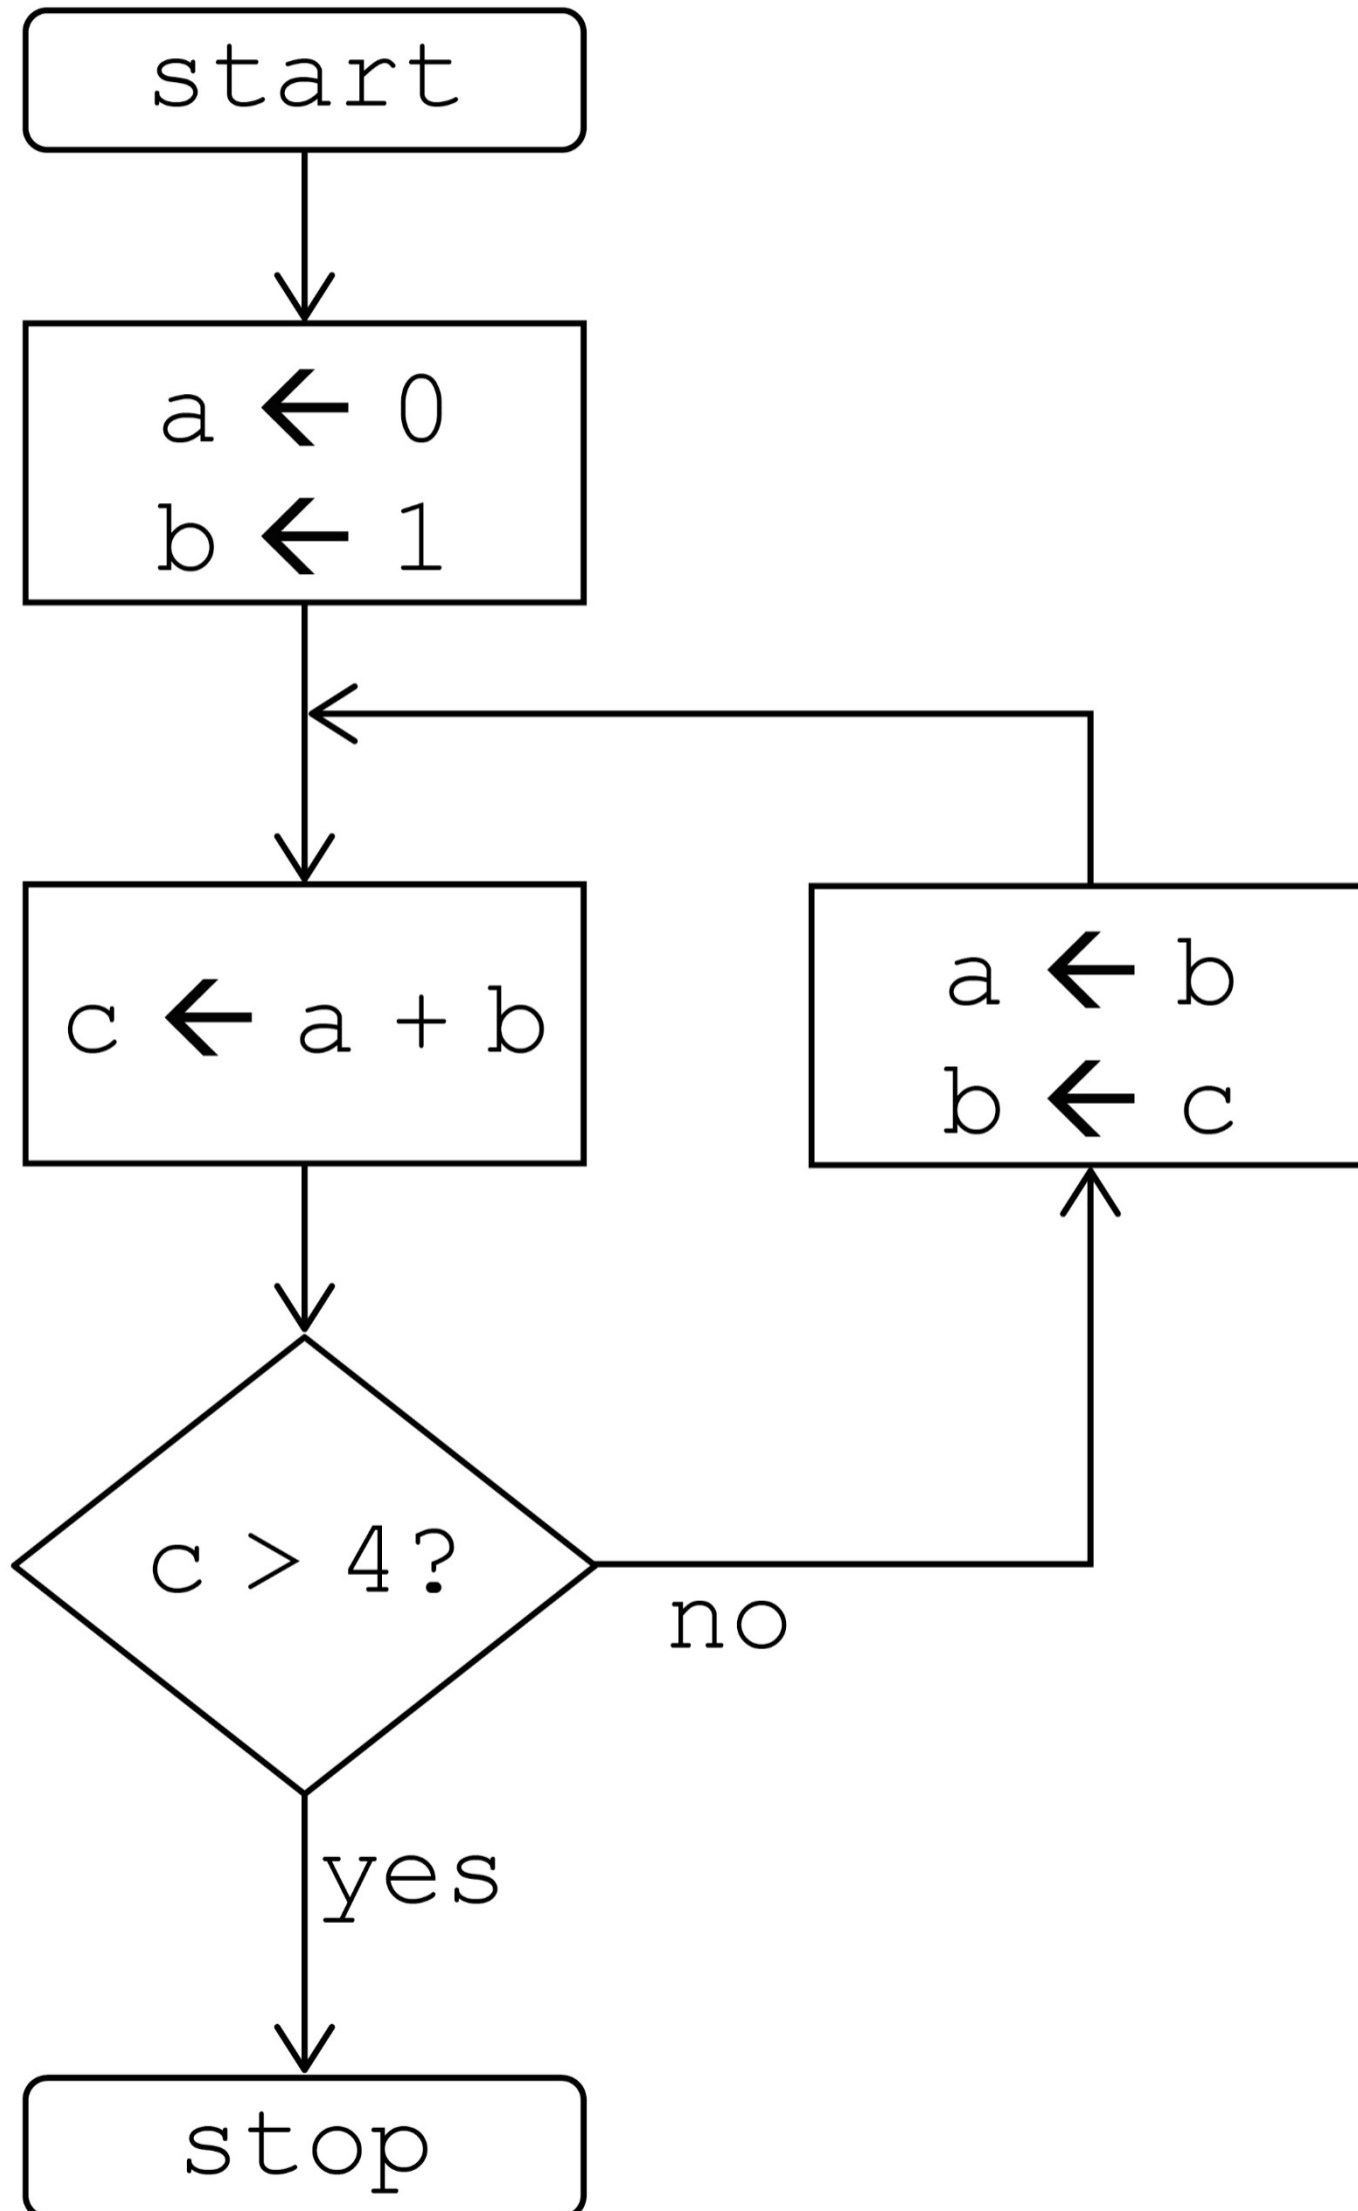 start
a ← 0
b ← 1
c ← a + b
a ← b
b ← c
c > 4?
no
yes
stop